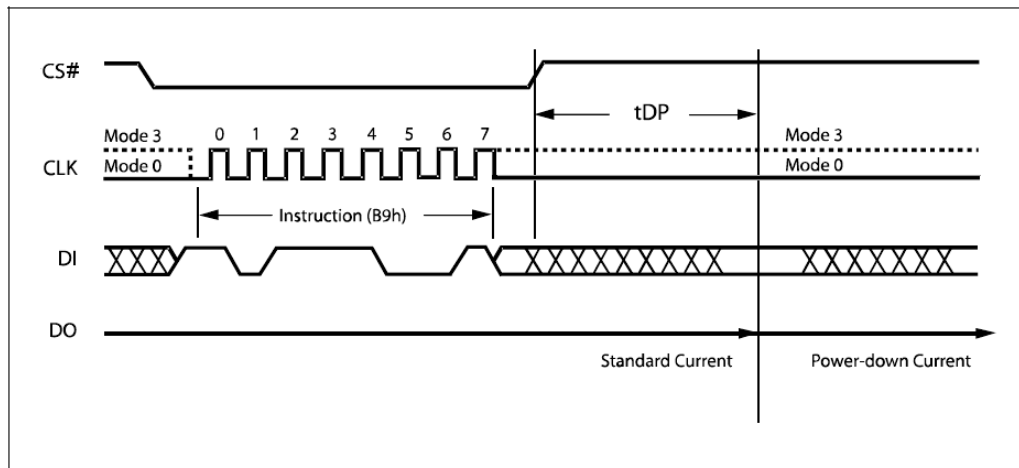 CS#
tDP
Mode 3
0 1 2 3 4 5 6 7
Mode 3
CLK
Mode 0
Mode 0
Instruction (B9h)
DI
DO
Standard Current
Power-down Current